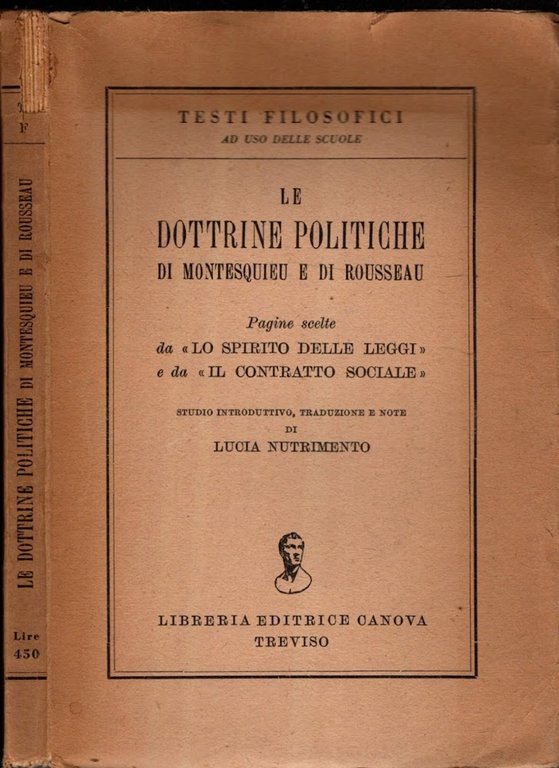 F
LE DOTTRINE POLITICHE DI MONTESQUIEU E DI ROUSSEAU
Lire
450
TESTI FILOSOFICI
AD USO DELLE SCUOLE
LE
DOTTRINE POLITICHE
DI MONTESQUIEU E DI ROUSSEAU
Pagine scelte
da «LO SPIRITO DELLE LEGGI»
e da «IL CONTRATTO SOCIALE»
STUDIO INTRODUTTIVO, TRADUZIONE E NOTE
DI
LUCIA NUTRIMENTO
LIBRERIA EDITRICE CANOVA
TREVISO